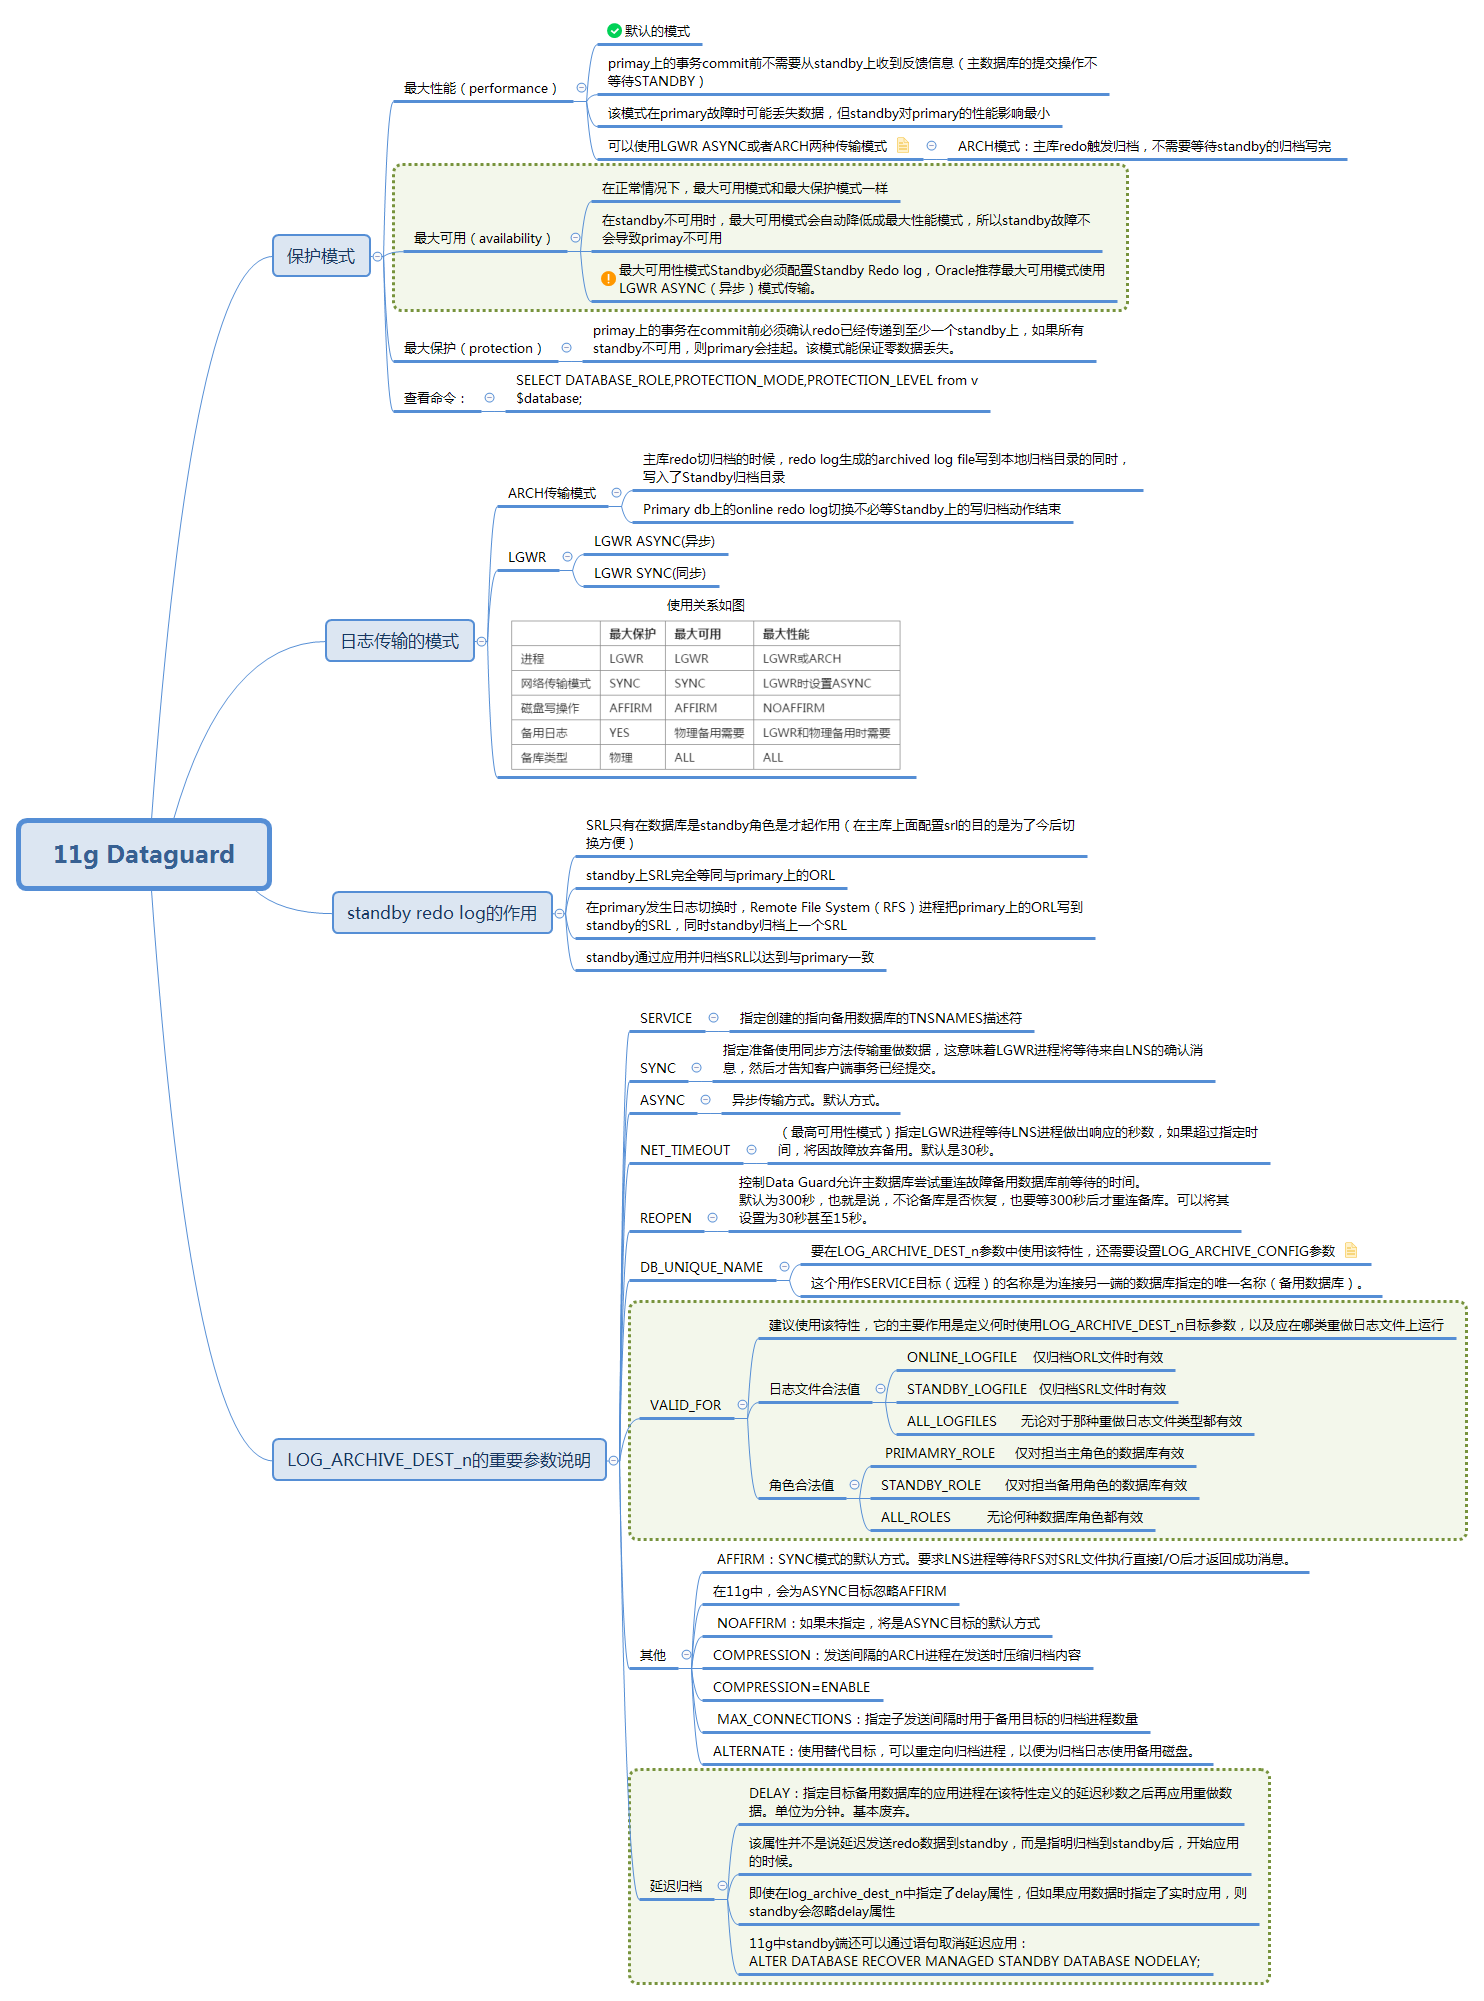 11g Dataguard
保护模式
最大性能（performance）
默认的模式
primay上的事务commit前不需要从standby上收到反馈信息（主数据库的提交操作不
等待STANDBY）
该模式在primary故障时可能丢失数据，但standby对primary的性能影响最小
可以使用LGWR ASYNC或者ARCH两种传输模式
ARCH模式：主库redo触发归档，不需要等待standby的归档写完
最大可用（availability）
在正常情况下，最大可用模式和最大保护模式一样
在standby不可用时，最大可用模式会自动降低成最大性能模式，所以standby故障不
会导致primay不可用
最大可用性模式Standby必须配置Standby Redo log，Oracle推荐最大可用模式使用
LGWR ASYNC（异步）模式传输。
最大保护（protection）
primay上的事务在commit前必须确认redo已经传递到至少一个standby上，如果所有
standby不可用，则primary会挂起。该模式能保证零数据丢失。
查看命令：
SELECT DATABASE_ROLE,PROTECTION_MODE,PROTECTION_LEVEL from v
$database;
日志传输的模式
ARCH传输模式
主库redo切归档的时候，redo log生成的archived log file写到本地归档目录的同时，
写入了Standby归档目录
Primary db上的online redo log切换不必等Standby上的写归档动作结束
LGWR
LGWR ASYNC(异步)
LGWR SYNC(同步)
使用关系如图
最大保护 最大可用 最大性能
进程 LGWR LGWR LGWR或ARCH
网络传输模式 SYNC SYNC LGWR时设置ASYNC
磁盘写操作 AFFIRM AFFIRM NOAFFIRM
备用日志 YES 物理备用需要 LGWR和物理备用时需要
备库类型 物理 ALL ALL
standby redo log的作用
SRL只有在数据库是standby角色是才起作用（在主库上面配置srl的目的是为了今后切
换方便）
standby上SRL完全等同与primary上的ORL
在primary发生日志切换时，Remote File System（RFS）进程把primary上的ORL写到
standby的SRL，同时standby归档上一个SRL
standby通过应用并归档SRL以达到与primary一致
LOG_ARCHIVE_DEST_n的重要参数说明
SERVICE
指定创建的指向备用数据库的TNSNAMES描述符
SYNC
指定准备使用同步方法传输重做数据，这意味着LGWR进程将等待来自LNS的确认消
息，然后才告知客户端事务已经提交。
ASYNC
异步传输方式。默认方式。
NET_TIMEOUT
（最高可用性模式）指定LGWR进程等待LNS进程做出响应的秒数，如果超过指定时
间，将因故障放弃备用。默认是30秒。
REOPEN
控制Data Guard允许主数据库尝试重连故障备用数据库前等待的时间。
默认为300秒，也就是说，不论备库是否恢复，也要等300秒后才重连备库。可以将其
设置为30秒甚至15秒。
DB_UNIQUE_NAME
要在LOG_ARCHIVE_DEST_n参数中使用该特性，还需要设置LOG_ARCHIVE_CONFIG参数
这个用作SERVICE目标（远程）的名称是为连接另一端的数据库指定的唯一名称（备用数据库）。
VALID_FOR
建议使用该特性，它的主要作用是定义何时使用LOG_ARCHIVE_DEST_n目标参数，以及应在哪类重做日志文件上运行
日志文件合法值
ONLINE_LOGFILE 仅归档ORL文件时有效
STANDBY_LOGFILE 仅归档SRL文件时有效
ALL_LOGFILES 无论对于那种重做日志文件类型都有效
角色合法值
PRIMAMRY_ROLE 仅对担当主角色的数据库有效
STANDBY_ROLE 仅对担当备用角色的数据库有效
ALL_ROLES 无论何种数据库角色都有效
其他
AFFIRM：SYNC模式的默认方式。要求LNS进程等待RFS对SRL文件执行直接I/O后才返回成功消息。
在11g中，会为ASYNC目标忽略AFFIRM
NOAFFIRM：如果未指定，将是ASYNC目标的默认方式
COMPRESSION：发送间隔的ARCH进程在发送时压缩归档内容
COMPRESSION=ENABLE
MAX_CONNECTIONS：指定子发送间隔时用于备用目标的归档进程数量
ALTERNATE：使用替代目标，可以重定向归档进程，以便为归档日志使用备用磁盘。
延迟归档
DELAY：指定目标备用数据库的应用进程在该特性定义的延迟秒数之后再应用重做数
据。单位为分钟。基本废弃。
该属性并不是说延迟发送redo数据到standby，而是指明归档到standby后，开始应用
的时候。
即使在log_archive_dest_n中指定了delay属性，但如果应用数据时指定了实时应用，则
standby会忽略delay属性
11g中standby端还可以通过语句取消延迟应用：
ALTER DATABASE RECOVER MANAGED STANDBY DATABASE NODELAY;